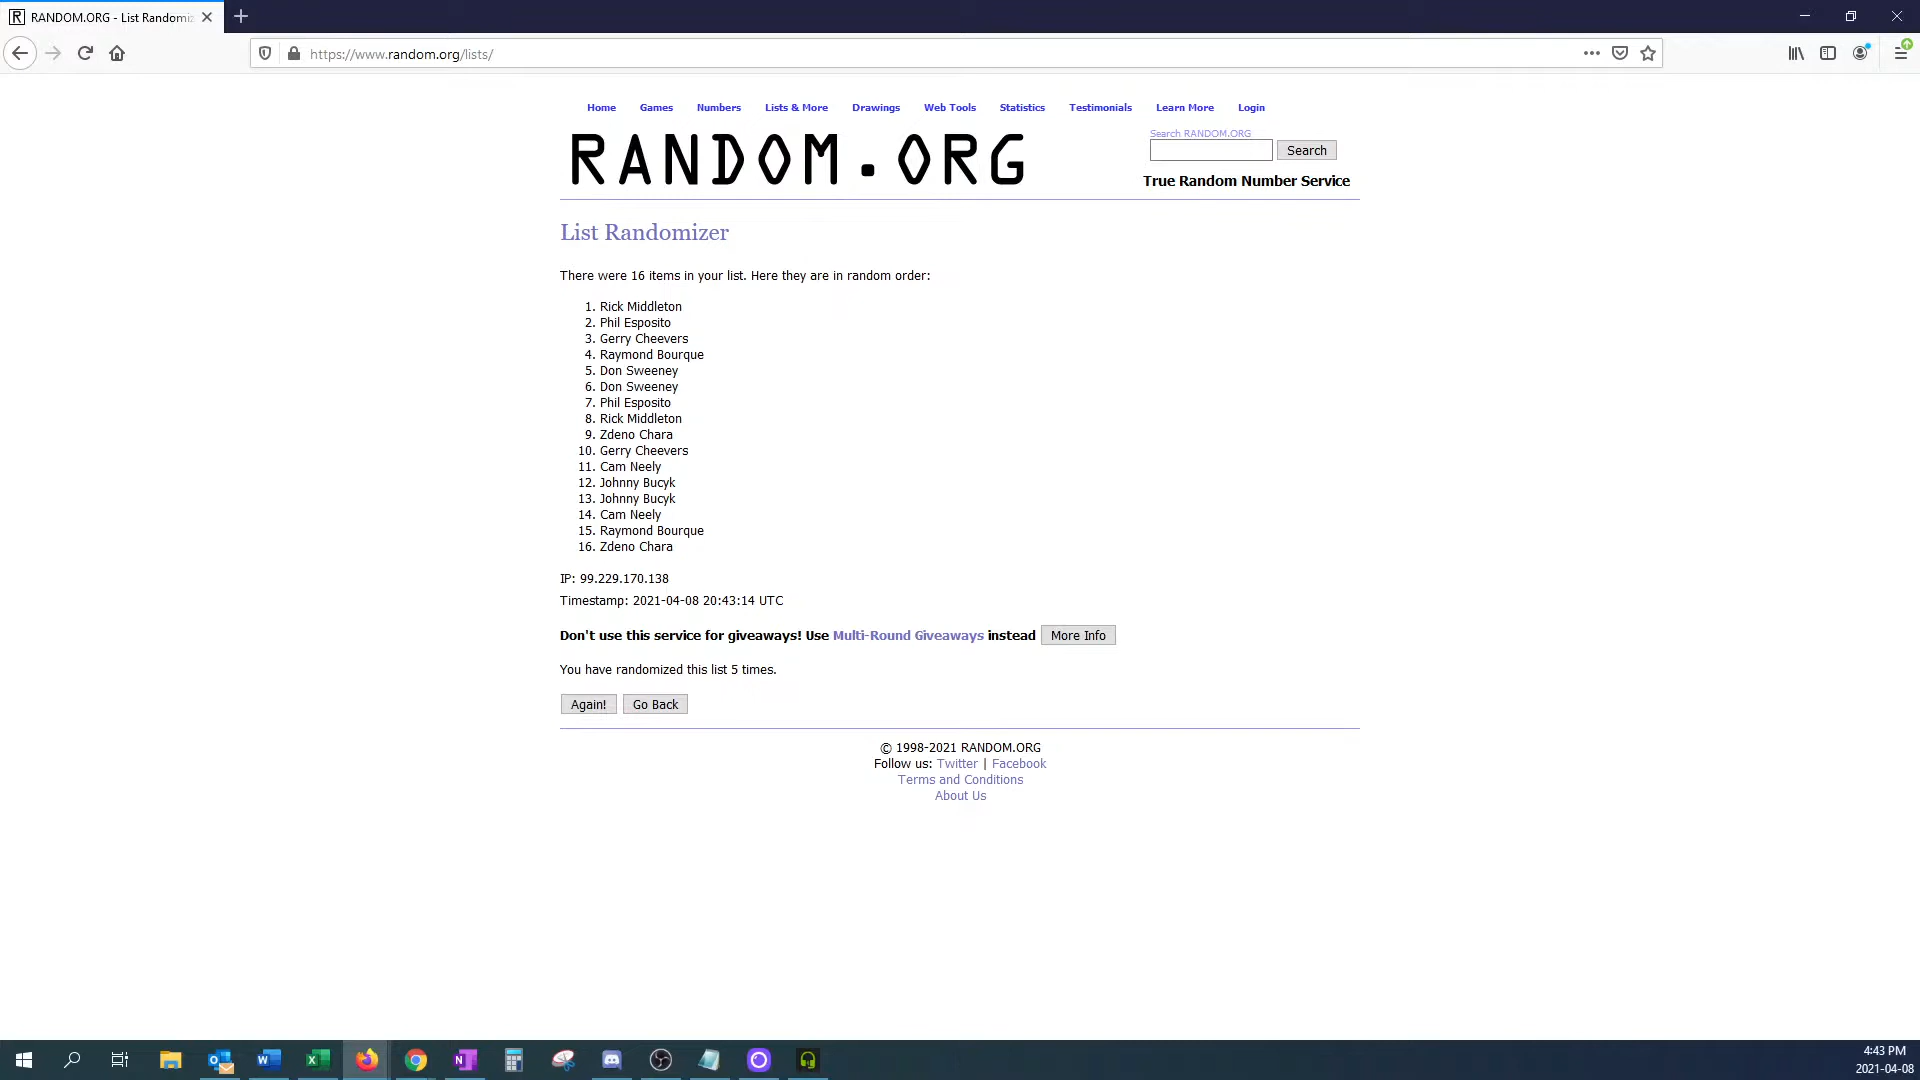 RANDOM.ORG - List Randomiz
https://www.random.org/lists/
Home Games Numbers Lists & More Drawings Web Tools Statistics Testimonials Learn More Login
RANDOM.ORG
Search RANDOM.ORG
Search
True Random Number Service
List Randomizer
There were 16 items in your list. Here they are in random order:
1. Rick Middleton
2. Phil Esposito
3. Gerry Cheevers
4. Raymond Bourque
5. Don Sweeney
6. Don Sweeney
7. Phil Esposito
8. Rick Middleton
9. Zdeno Chara
10. Gerry Cheevers
11. Cam Neely
12. Johnny Bucyk
13. Johnny Bucyk
14. Cam Neely
15. Raymond Bourque
16. Zdeno Chara
IP: 99.229.170.138
Timestamp: 2021-04-08 20:43:14 UTC
Don't use this service for giveaways! Use Multi-Round Giveaways instead More Info
You have randomized this list 5 times.
Again! Go Back
© 1998-2021 RANDOM.ORG
Follow us: Twitter | Facebook
Terms and Conditions
About Us
4:43 PM
2021-04-08